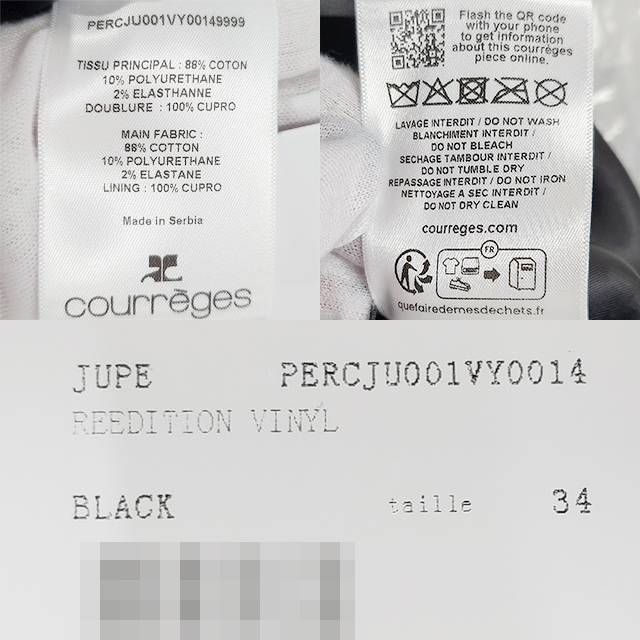 PERCJU001VY00149999
TISSU PRINCIPAL : 88% COTON
10% POLYURETHANE
2% ELASTHANNE
DOUBLURE : 100% CUPRO
MAIN FABRIC :
88% COTTON
10% POLYURETHANE
2% ELASTANE
LINING : 100% CUPRO
Made in Serbia
courrèges
Flash the QR code
with your phone
to get information
about this courrèges
piece online.
LAVAGE INTERDIT / DO NOT WASH
BLANCHIMENT INTERDIT /
DO NOT BLEACH
SECHAGE TAMBOUR INTERDIT /
DO NOT TUMBLE DRY
REPASSAGE INTERDIT / DO NOT IRON
NETTOYAGE A SEC INTERDIT /
DO NOT DRY CLEAN
courreges.com
FR
quefairedemesdechets.fr
JUPE PERCJU001VY0014
REEDITION VINYL
BLACK taille 34